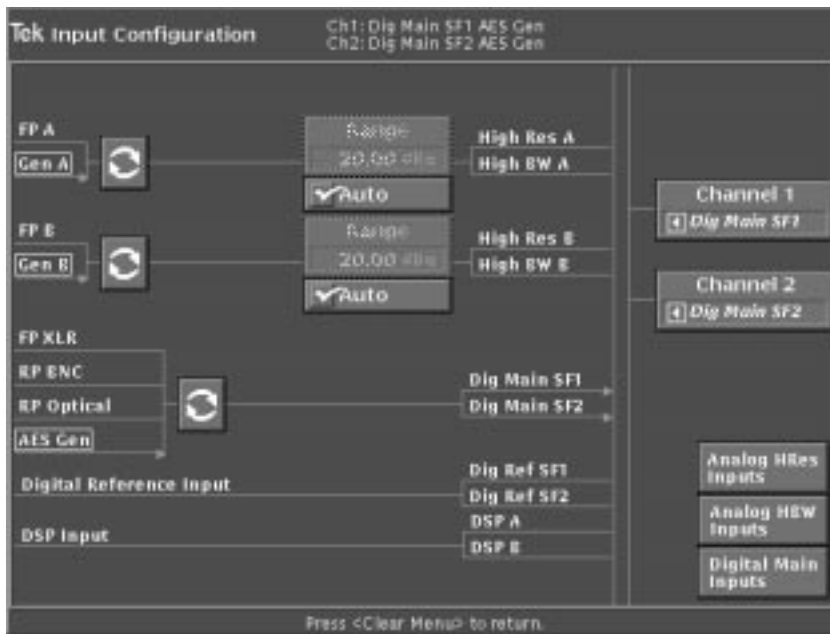 Tek Input Configuration
Ch1: Dig Main SF1 AES Gen
Ch2: Dig Main SF2 AES Gen
FP A
Gen A
Range
20.00
Auto
High Res A
High BW A
Channel 1
Dig Main SF1
FP B
Gen B
Range
20.00
Auto
High Res B
High BW B
Channel 2
Dig Main SF2
FP XLR
RP BNC
RP Optical
AES Gen
Dig Main SF1
Dig Main SF2
Digital Reference Input
Dig Ref SF1
Dig Ref SF2
DSP Input
DSP A
DSP B
Analog HRes
Inputs
Analog HBW
Inputs
Digital Main
Inputs
Press <Clear Menu> to return.